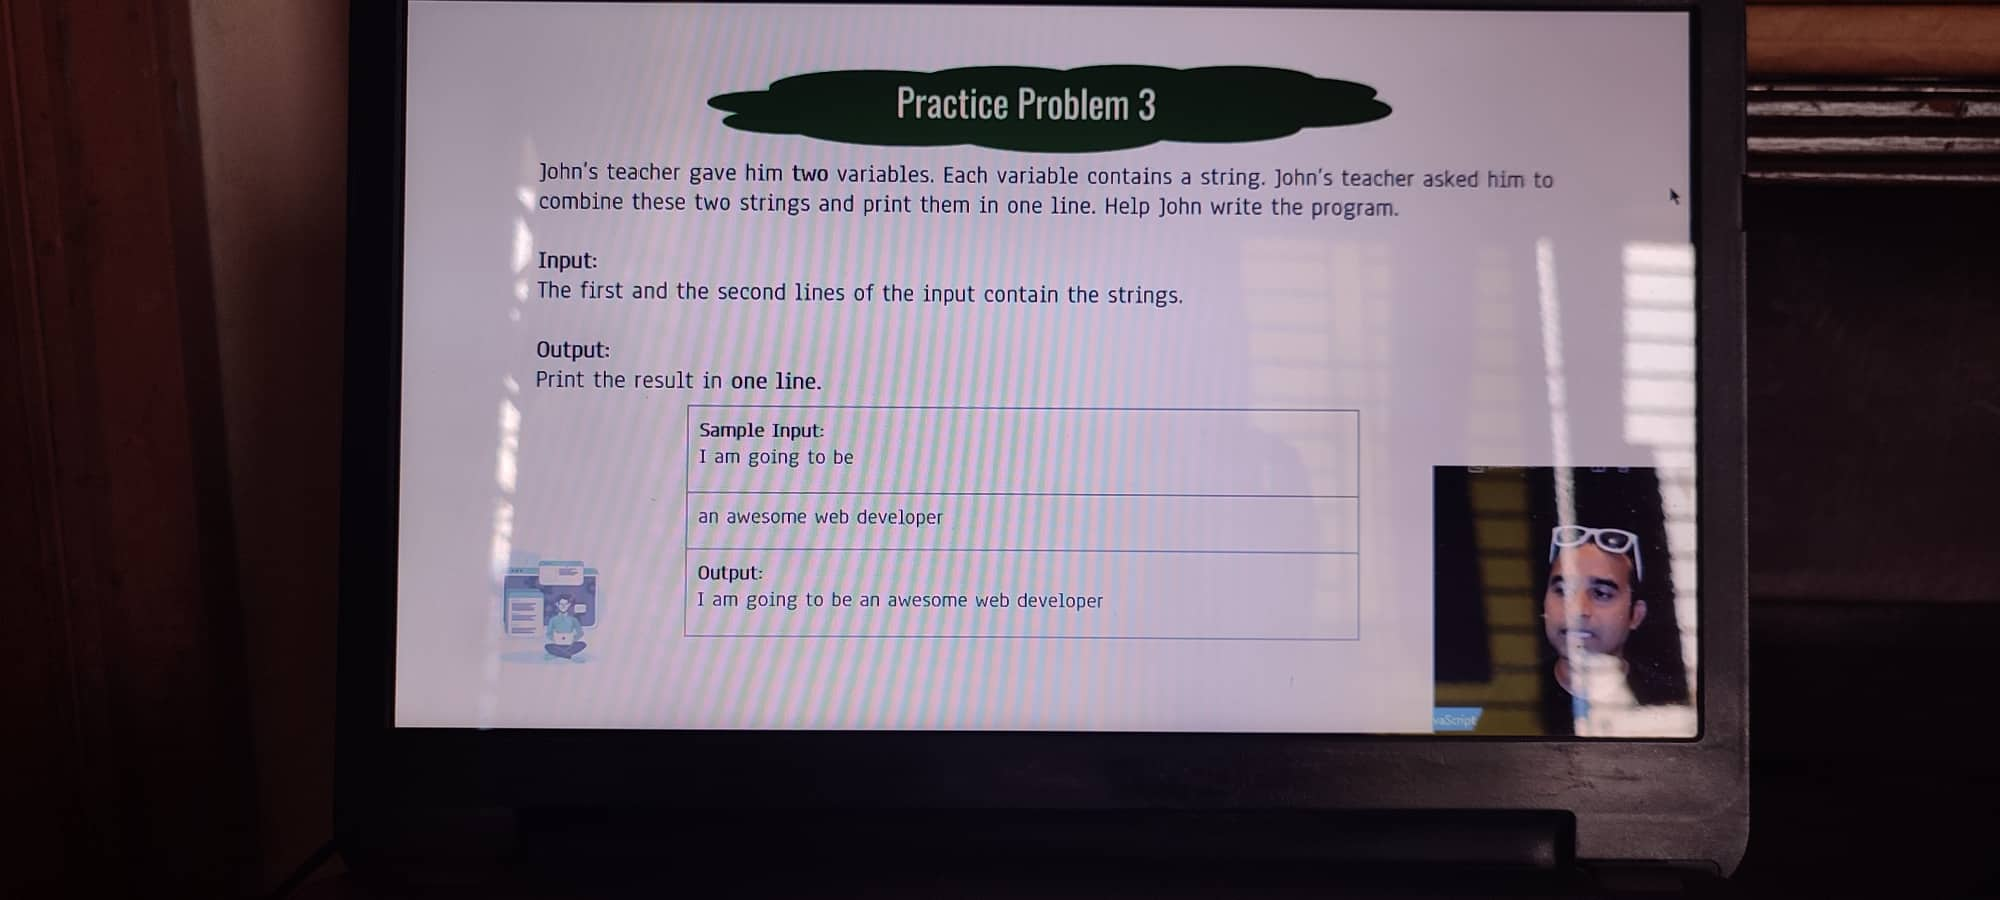 Practice Problem 3
John's teacher gave him two variables. Each variable contains a string. John's teacher asked him to
combine these two strings and print them in one line. Help John write the program.
Input:
The first and the second lines of the input contain the strings.
Output:
Print the result in one line.
Sample Input:
I am going to be
an awesome web developer
Output:
I am going to be an awesome web developer
vaScript